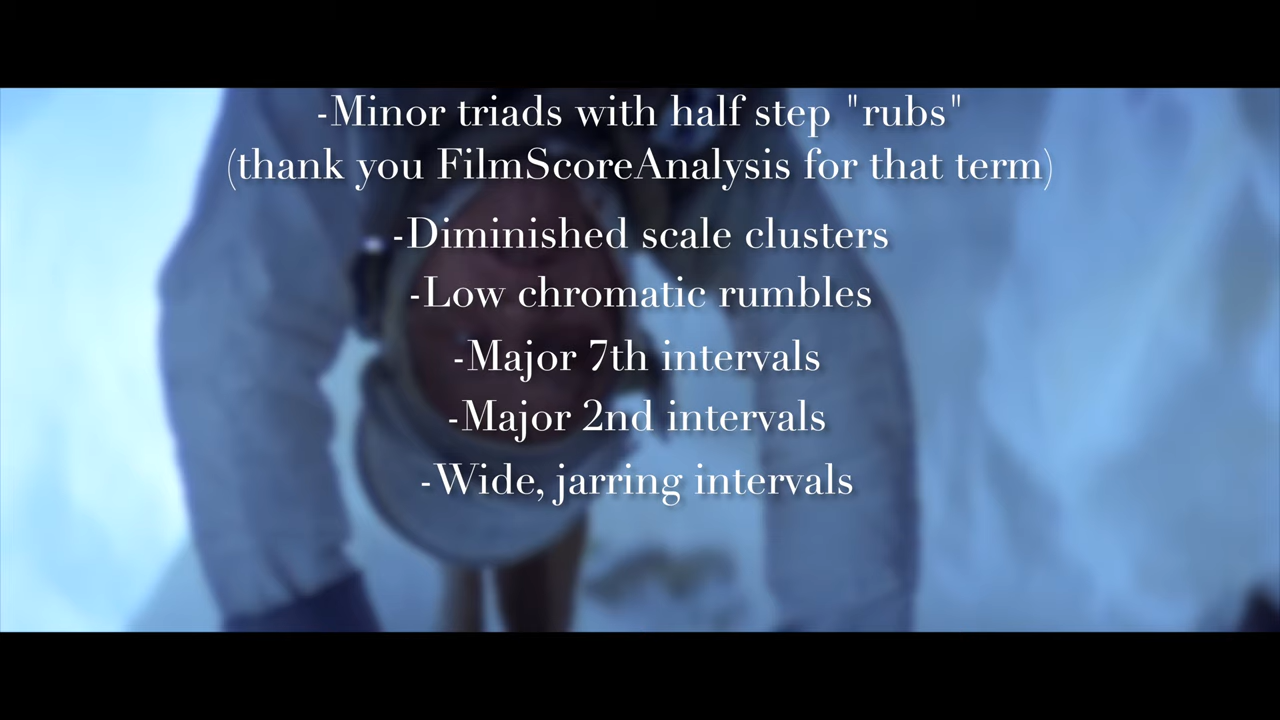 -Minor triads with half step "rubs"
(thank you FilmScoreAnalysis for that term)
-Diminished scale clusters
-Low chromatic rumbles
-Major 7th intervals
-Major 2nd intervals
-Wide, jarring intervals